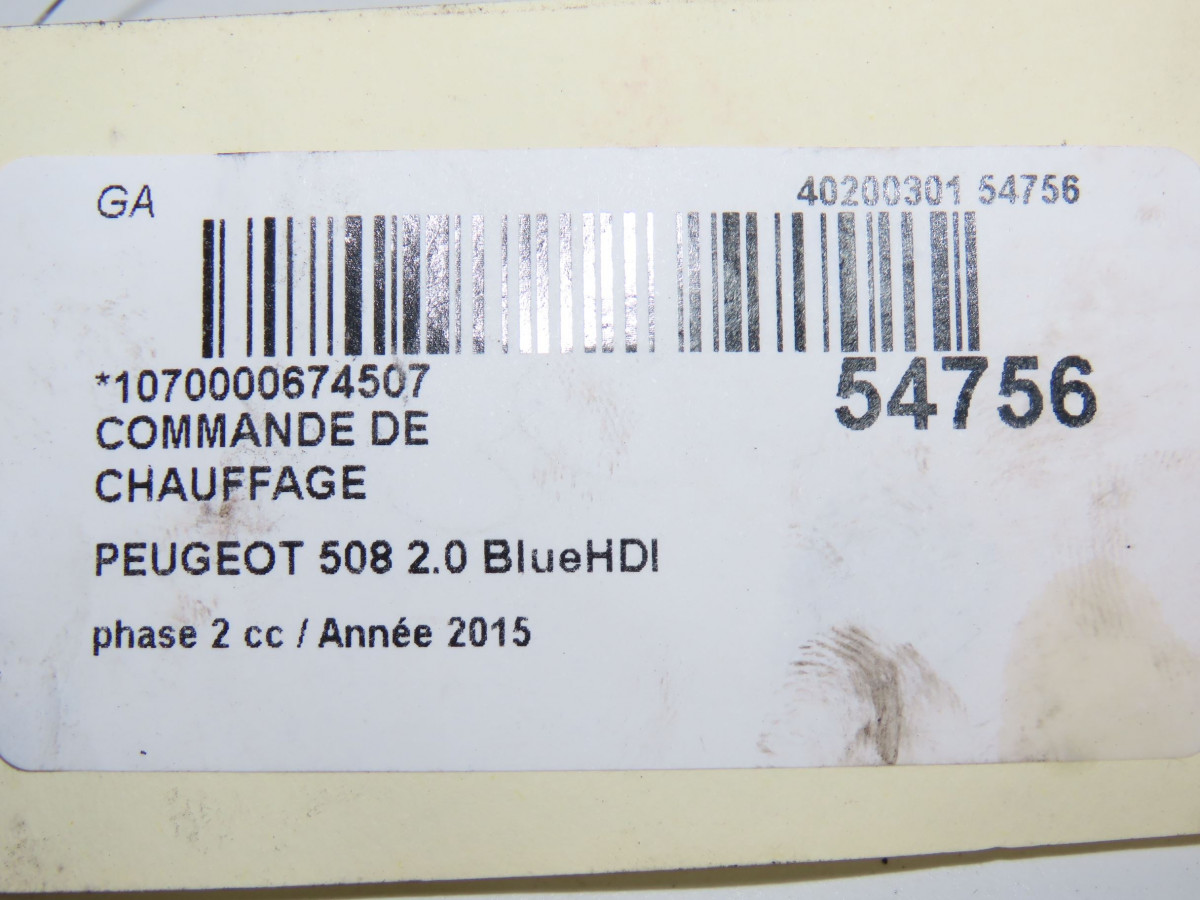 GA
40200301 54756
*1070000674507
54756
COMMANDE DE
CHAUFFAGE
PEUGEOT 508 2.0 BlueHDI
phase 2 cc / Année 2015